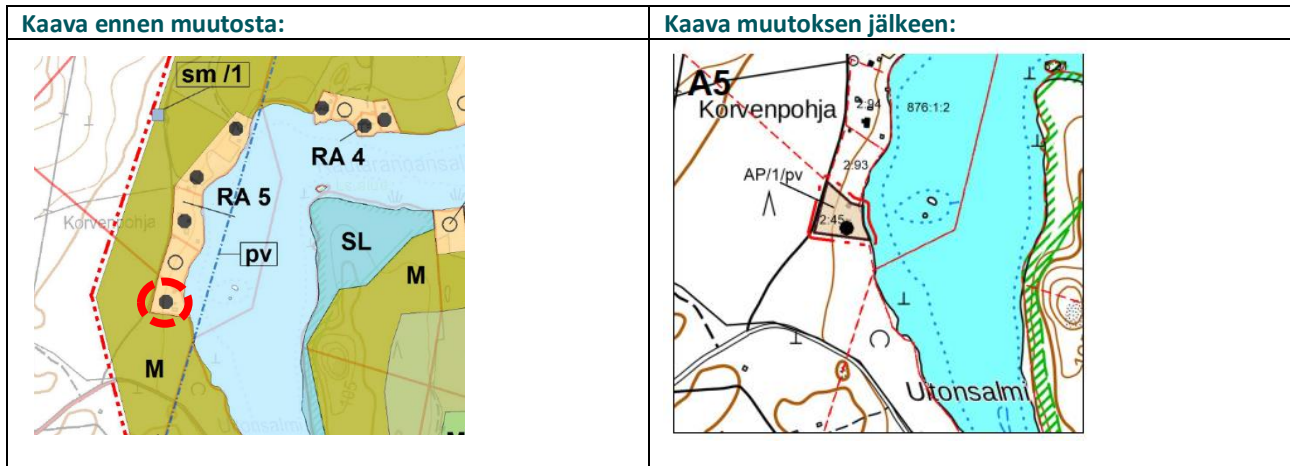 Kaava ennen muutosta:
Kaava muutoksen jälkeen:
sm /1
RA 4
RA 5
Korvenpohja
SL
pv
M
M
A5
Korvenpohja
2:94
876:1:2
2:93
AP/1/pv
2:45
Uitonsalmi